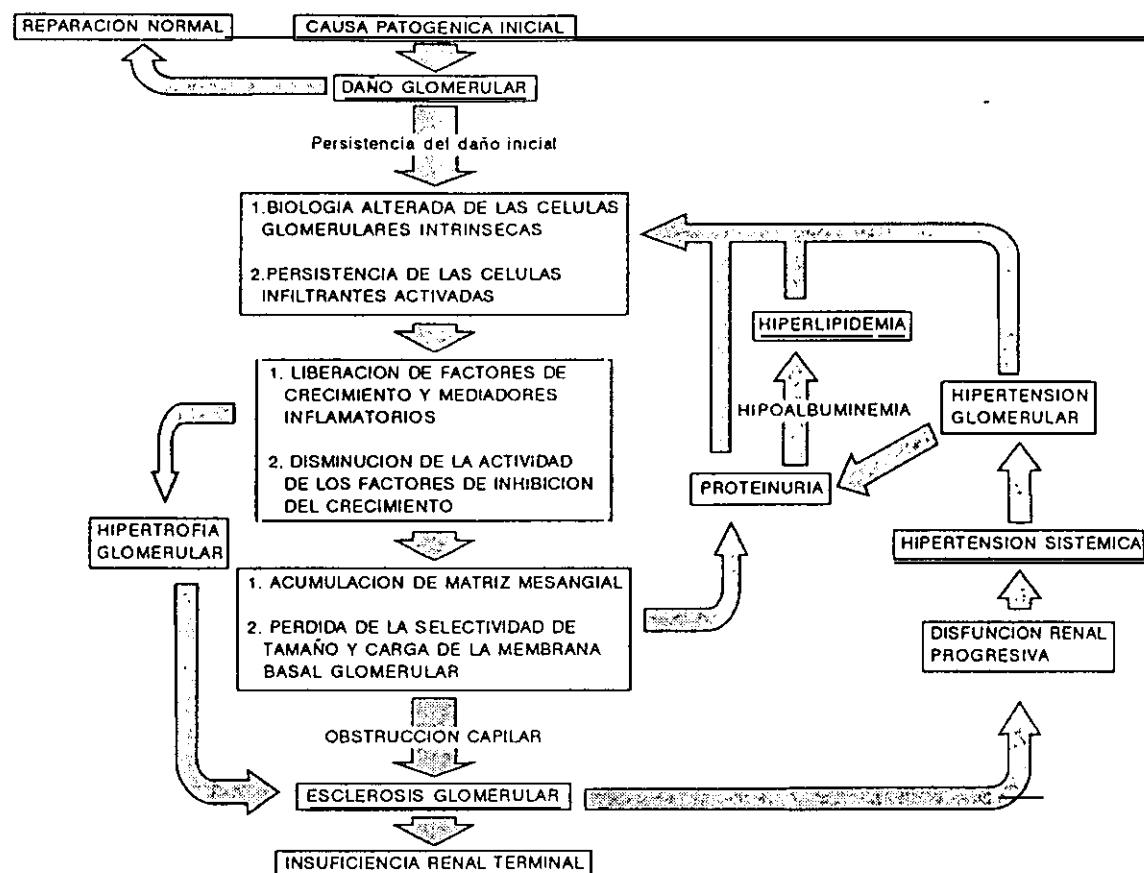 REPARACION NORMAL
CAUSA PATOGENICA INICIAL
DAÑO GLOMERULAR
Persistencia del daño inicial
1.BIOLOGIA ALTERADA DE LAS CELULAS
GLOMERULARES INTRINSECAS
2.PERSISTENCIA DE LAS CELULAS
INFILTRANTES ACTIVADAS
HIPERLIPIDEMIA
1. LIBERACION DE FACTORES DE
CRECIMIENTO Y MEDIADORES
INFLAMATORIOS
2. DISMINUCION DE LA ACTIVIDAD
DE LOS FACTORES DE INHIBICION
DEL CRECIMIENTO
HIPOALBUMINEMIA
HIPERTENSION
GLOMERULAR
PROTEINURIA
HIPERTROFIA
GLOMERULAR
HIPERTENSION SISTEMICA
1. ACUMULACION DE MATRIZ MESANGIAL
2. PERDIDA DE LA SELECTIVIDAD DE
TAMAÑO Y CARGA DE LA MEMBRANA
BASAL GLOMERULAR
DISFUNCION RENAL
PROGRESIVA
OBSTRUCCION CAPILAR
ESCLEROSIS GLOMERULAR
INSUFICIENCIA RENAL TERMINAL